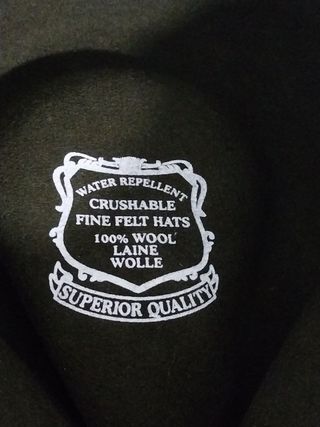 WATER REPELLENT
CRUSHABLE
FINE FELT HATS
100% WOOL
LAINE
WOLLE
SUPERIOR QUALITY